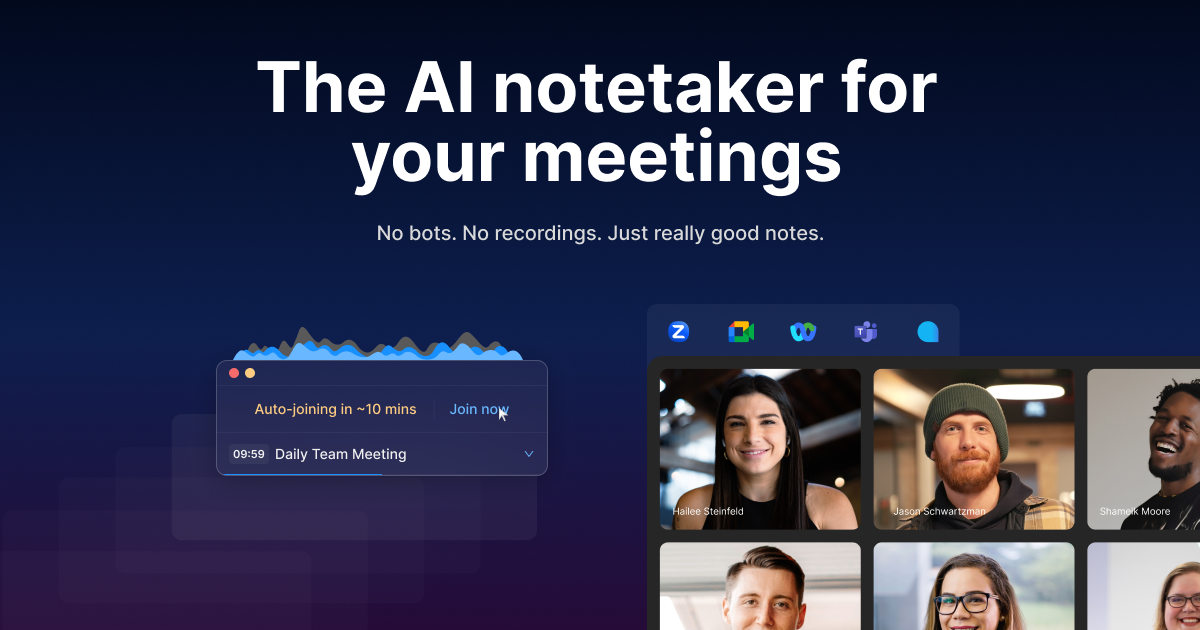 The AI notetaker for
your meetings
No bots. No recordings. Just really good notes.
Auto-joining in ~10 mins
Join now
09:59 Daily Team Meeting
Z
T
Hailee Steinfeld
Jason Schwartzman
Shameik Moore